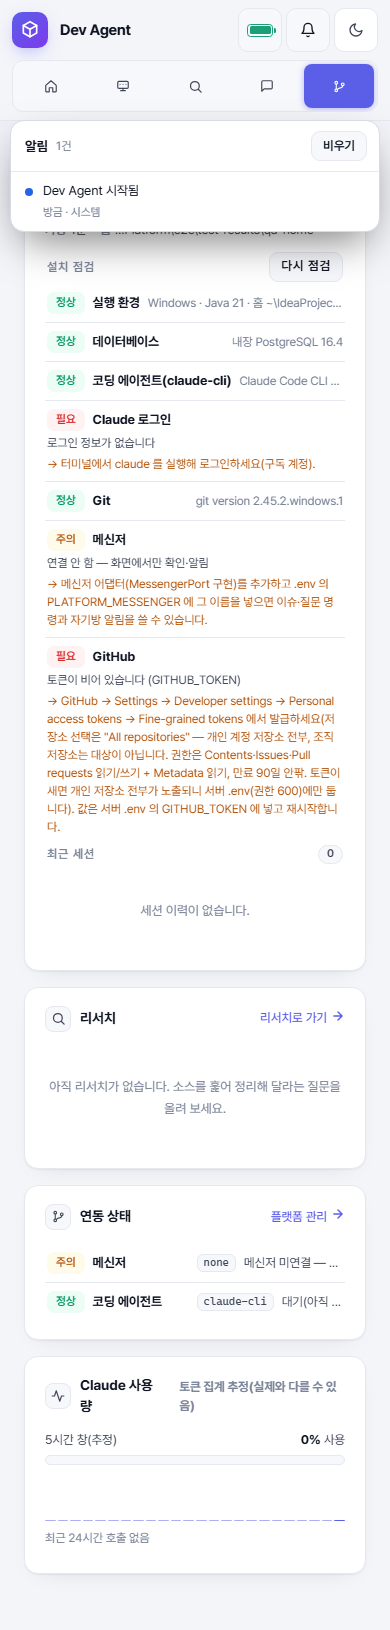 Dev Agent
알림 1건
비우기
Dev Agent 시작됨
방금 · 시스템
설치 점검
다시 점검
정상 실행 환경 Windows · Java 21 · 홈 ~\IdeaProjec...
정상 데이터베이스 내장 PostgreSQL 16.4
정상 코딩 에이전트(claude-cli) Claude Code CLI ...
필요 Claude 로그인
로그인 정보가 없습니다
→ 터미널에서 claude 를 실행해 로그인하세요(구독 계정).
정상 Git git version 2.45.2.windows.1
주의 메신저
연결 안 함 — 화면에서만 확인·알림
→ 메신저 어댑터(MessengerPort 구현)를 추가하고 .env 의
PLATFORM_MESSENGER 에 그 이름을 넣으면 이슈·질문 명
령과 자기방 알림을 쓸 수 있습니다.
필요 GitHub
토큰이 비어 있습니다 (GITHUB_TOKEN)
→ GitHub → Settings → Developer settings → Personal
access tokens → Fine-grained tokens 에서 발급하세요(저
장소 선택은 "All repositories" — 개인 계정 저장소 전부, 조직
저장소는 대상이 아닙니다. 권한은 Contents·Issues·Pull
requests 읽기/쓰기 + Metadata 읽기, 만료 90일 안팎. 토큰이
새면 개인 저장소 전부가 노출되니 서버 .env(권한 600)에만 둡
니다). 값은 서버 .env 의 GITHUB_TOKEN 에 넣고 재시작합니
다.
최근 세션 0
세션 이력이 없습니다.
리서치
리서치로 가기 →
아직 리서치가 없습니다. 소스를 훑어 정리해 달라는 질문을
올려 보세요.
연동 상태
플랫폼 관리 →
주의 메신저 none 메신저 미연결 — ...
정상 코딩 에이전트 claude-cli 대기(아직 ...
Claude 사용
량
토큰 집계 추정(실제와 다를 수 있
음)
5시간 창(추정) 0% 사용
최근 24시간 호출 없음